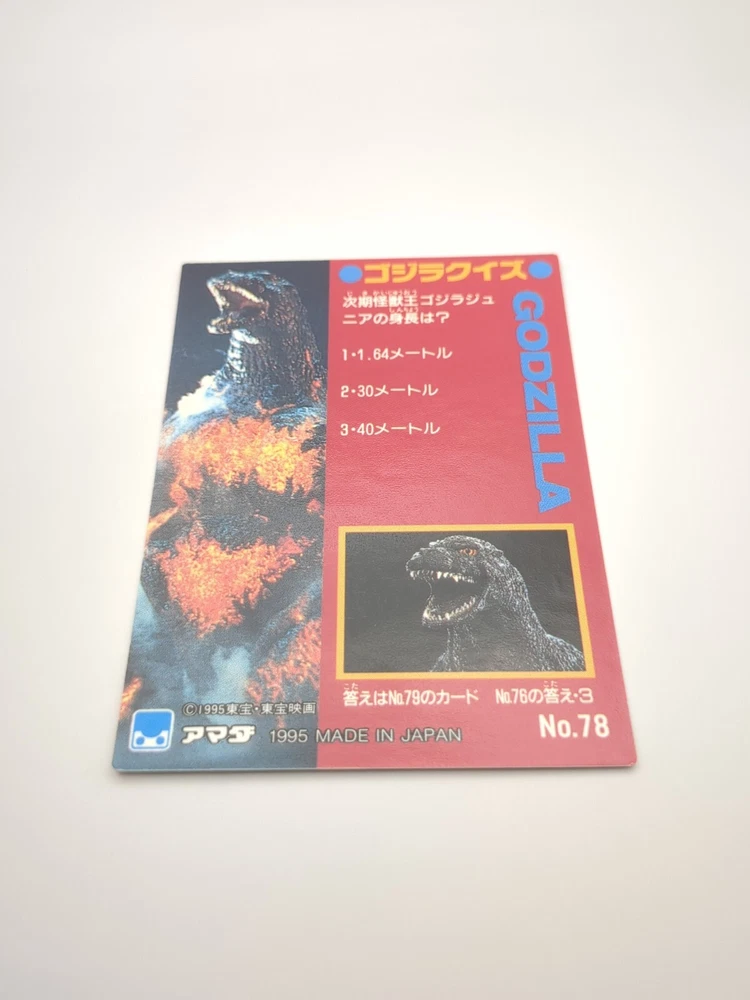 ゴジラクイズ
次期怪獣王ゴジラジュ
ニアの身長は?
1・1.64メートル
2・30メートル
3・40メートル
GODZILLA
答えはNo.79のカード No.76の答え・3
No.78
©1995東宝・東宝映画
アマダ 1995 MADE IN JAPAN